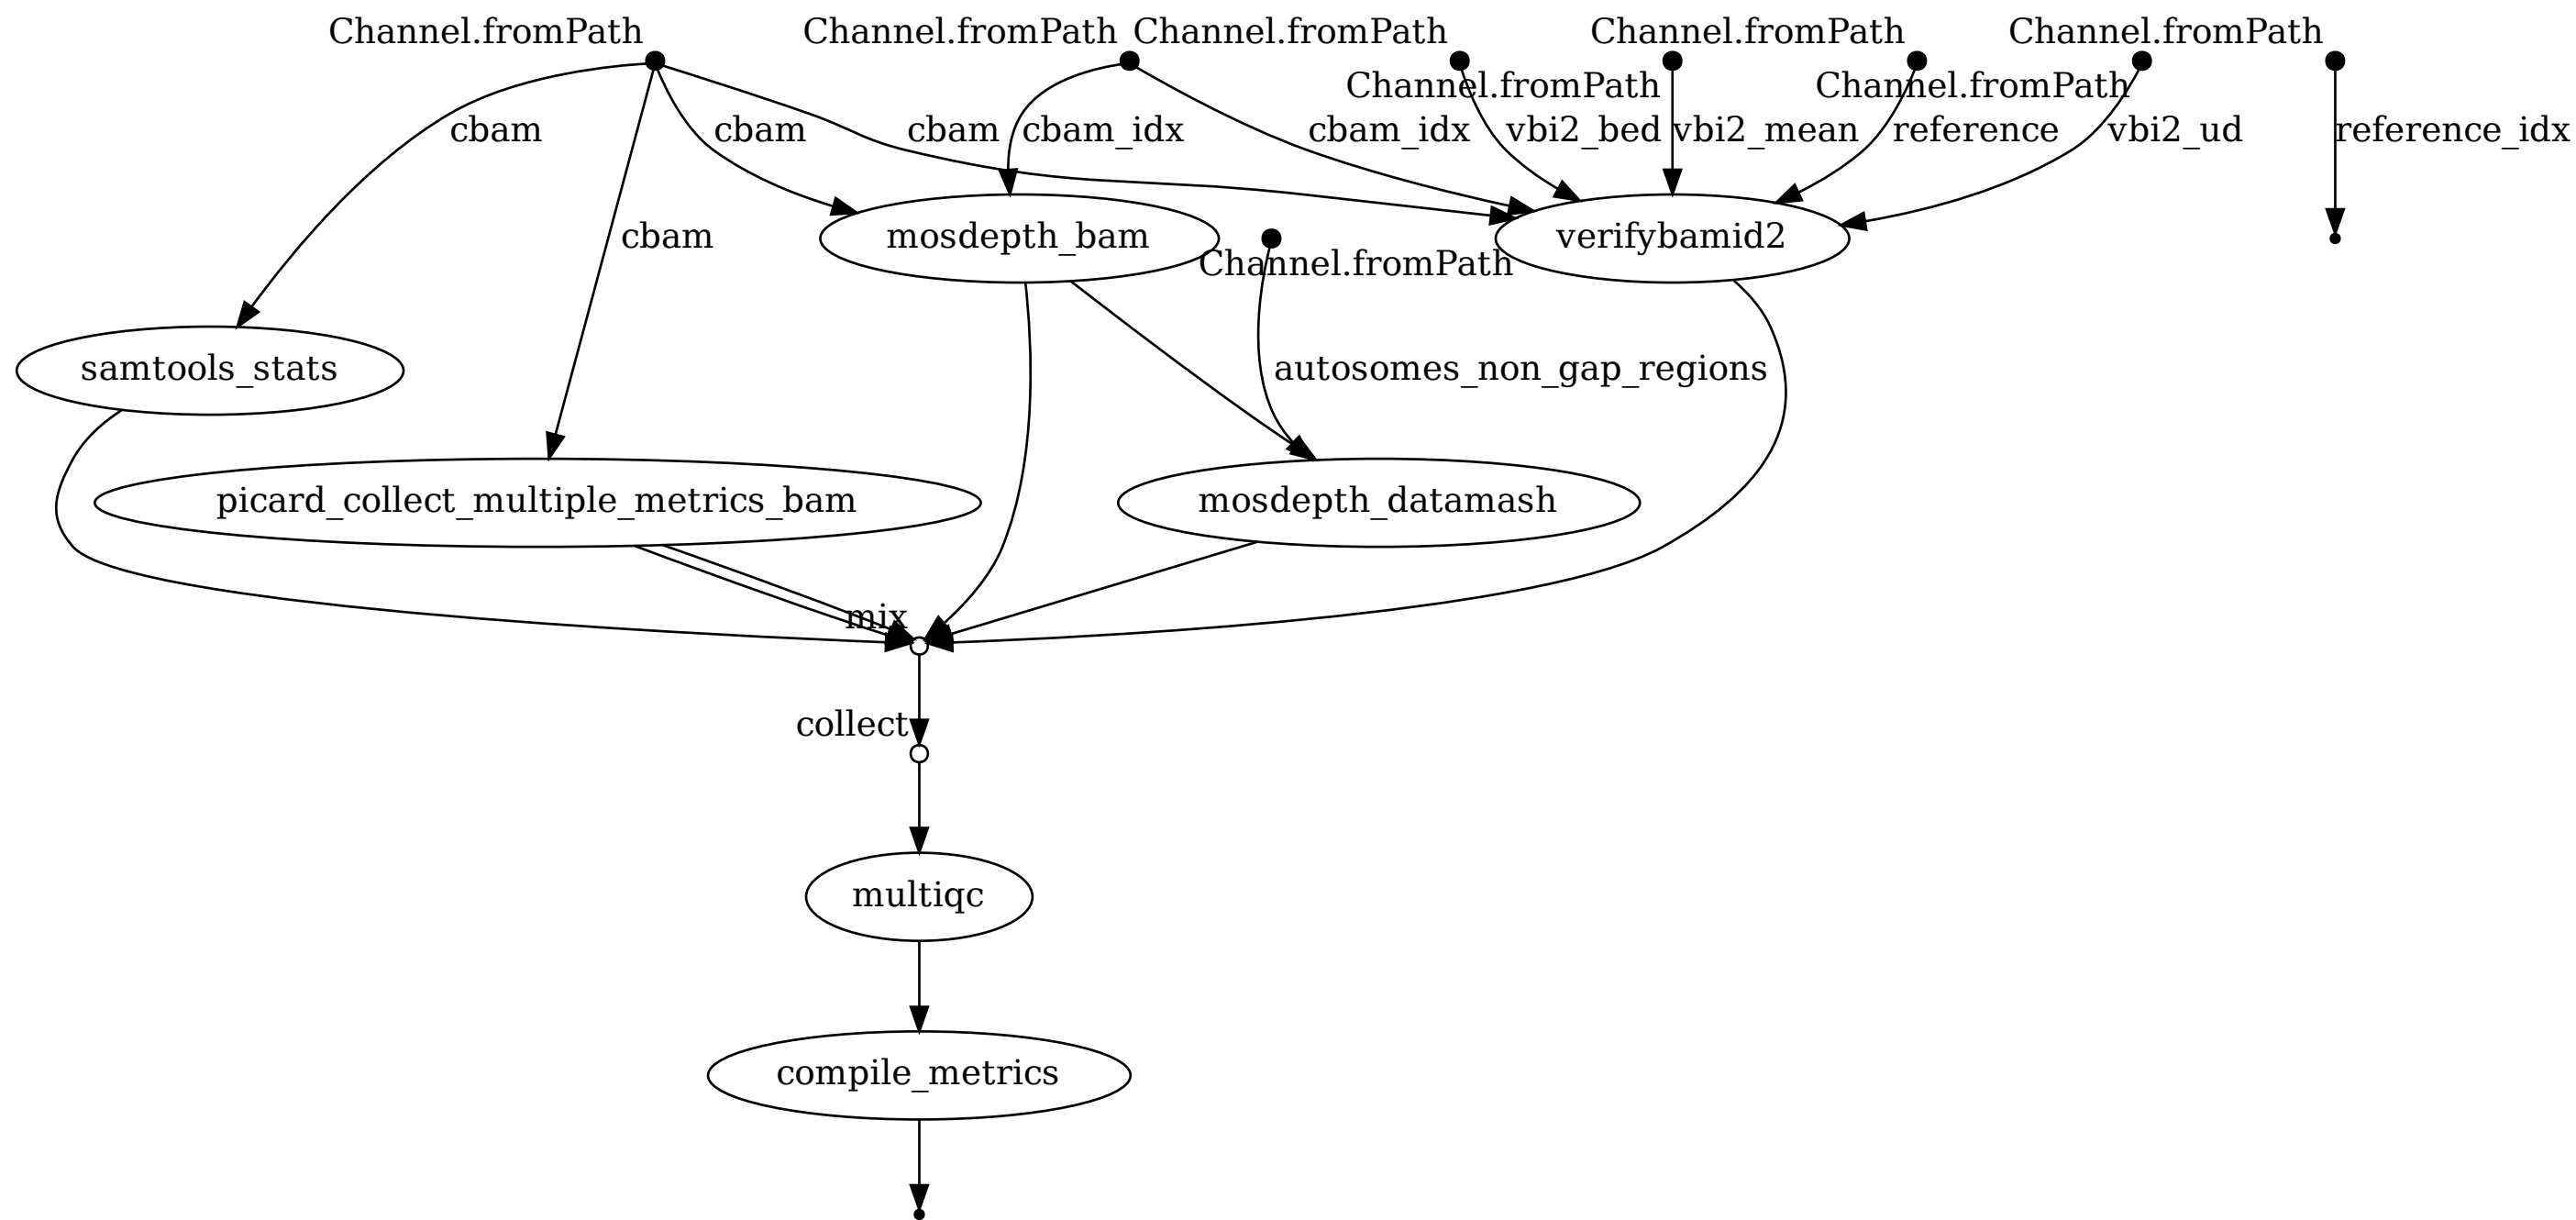 Channel.fromPath
Channel.fromPath
Channel.fromPath
Channel.fromPath
Channel.fromPath
Channel.fromPath
Channel.fromPath
cbam
cbam
cbam
cbam_idx
cbam_idx
vbi2_bed
vbi2_mean
reference
vbi2_ud
reference_idx
cbam
mosdepth_bam
verifybamid2
Channel.fromPath
samtools_stats
autosomes_non_gap_regions
picard_collect_multiple_metrics_bam
mosdepth_datamash
mix
collect
multiqc
compile_metrics